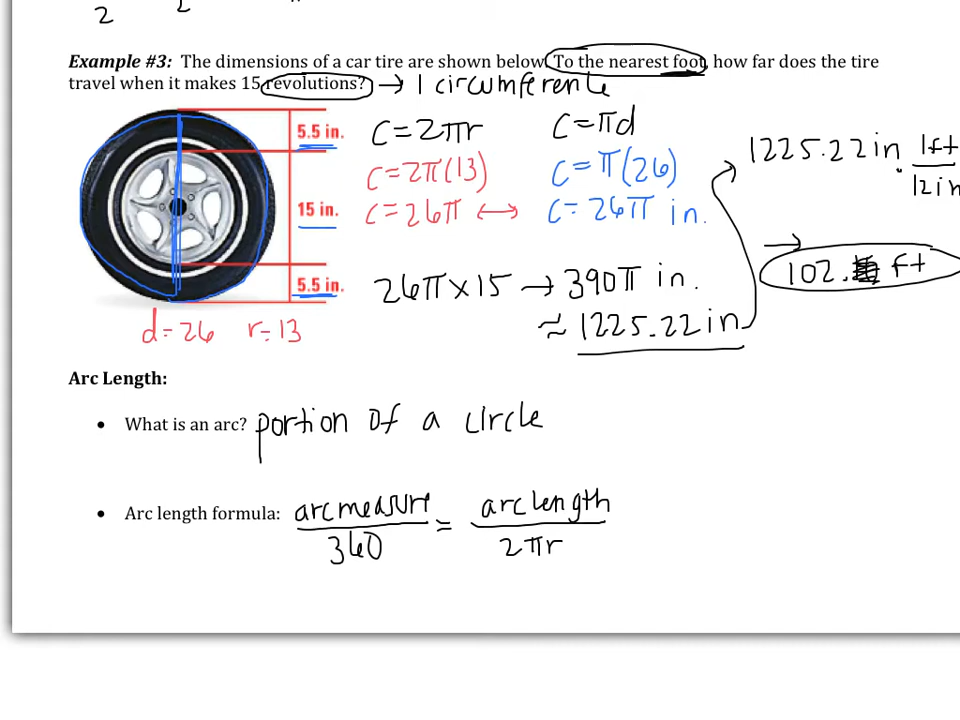 2 2
Example #3: The dimensions of a car tire are shown below. To the nearest foot, how far does the tire
travel when it makes 15 revolutions? → 1 circumference
5.5 in.
15 in.
5.5 in.
d = 26 r = 13
C = 2πr C = πd
C = 2π(13) C = π(26)
C = 26π ↔ C = 26π in.
26π x 15 → 390π in.
≈ 1225.22 in
1225.22 in · 1ft
12 in
→
102. ft
Arc Length:
• What is an arc? portion of a circle
• Arc length formula: arc measure = arc length
360 2πr